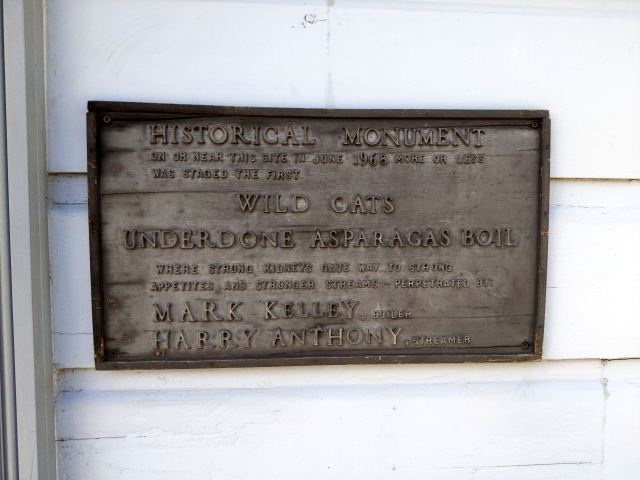 HISTORICAL MONUMENT
ON OR NEAR THIS SITE IN JUNE 1968 MORE OR LESS
WAS STAGED THE FIRST
WILD OATS
UNDERDONE ASPARAGAS BOIL
WHERE STRONG KIDNEYS GAVE WAY TO STRONG
APPETITES AND STRONGER STREAMS - PERPETRATED BY:
MARK KELLEY, BOILER
HARRY ANTHONY, STREAMER